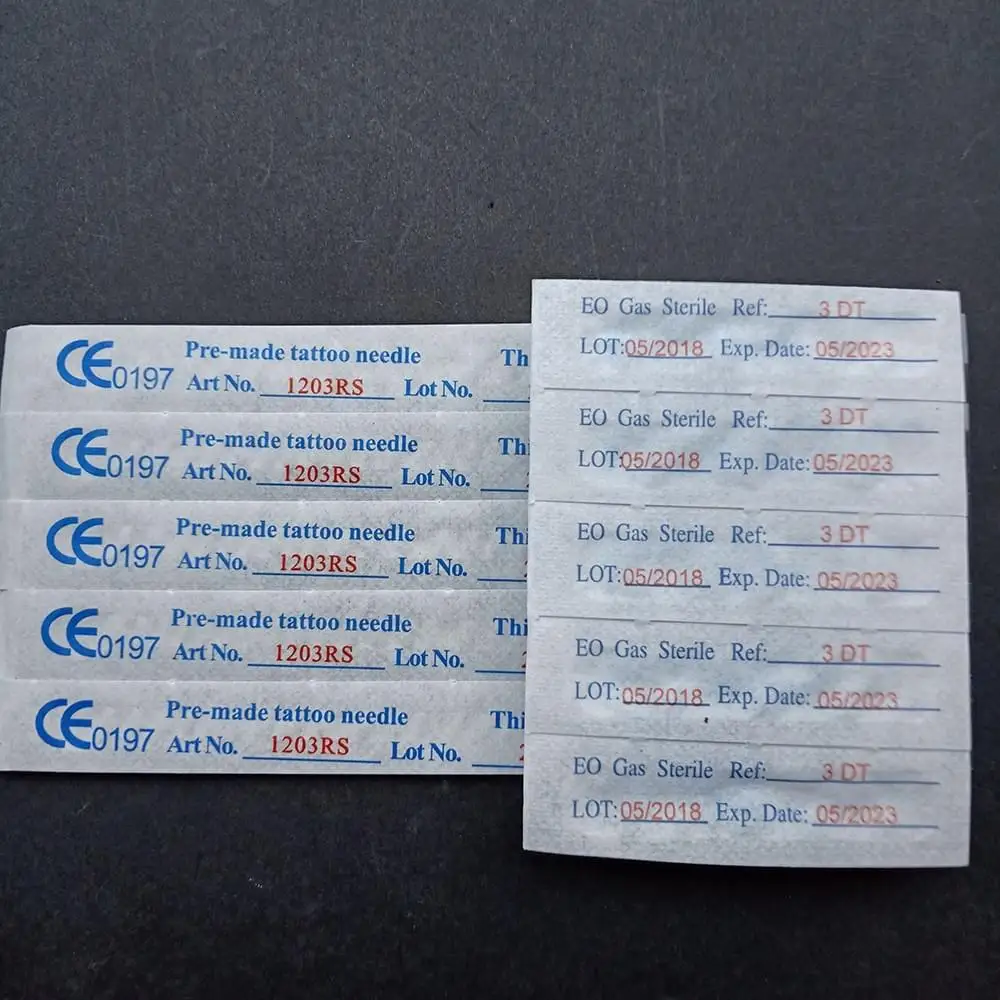 CE0197 Pre-made tattoo needle
Art No. 1203RS Lot No.
CE0197 Pre-made tattoo needle
Art No. 1203RS Lot No.
CE0197 Pre-made tattoo needle
Art No. 1203RS Lot No.
CE0197 Pre-made tattoo needle
Art No. 1203RS Lot No.
CE0197 Pre-made tattoo needle
Art No. 1203RS Lot No.
EO Gas Sterile Ref: 3 DT
LOT:05/2018 Exp. Date: 05/2023
EO Gas Sterile Ref: 3 DT
LOT:05/2018 Exp. Date: 05/2023
EO Gas Sterile Ref: 3 DT
LOT:05/2018 Exp. Date: 05/2023
EO Gas Sterile Ref: 3 DT
LOT:05/2018 Exp. Date: 05/2023
EO Gas Sterile Ref: 3 DT
LOT:05/2018 Exp. Date: 05/2023